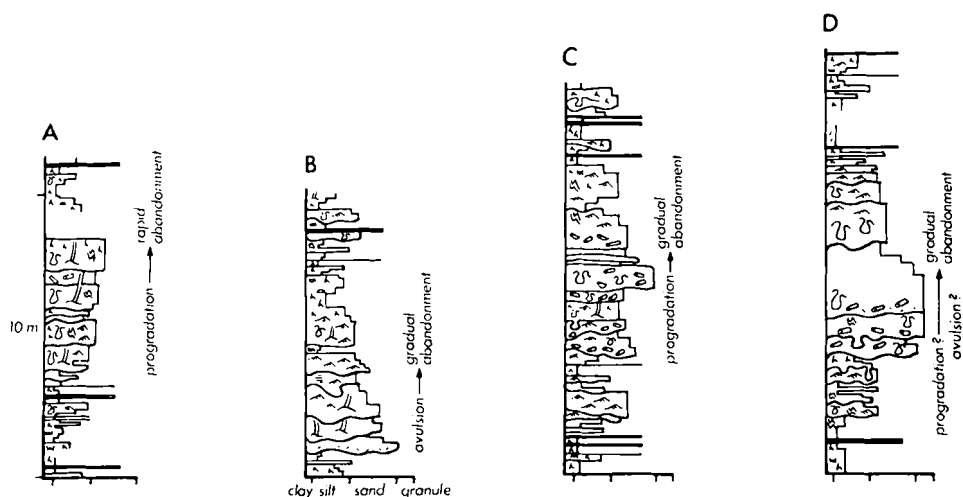 A
progradation → rapid abandonment
10 m
B
avulsion → gradual abandonment
clay silt sand granule
C
progradation → gradual abandonment
D
progradation ? avulsion ? → gradual abandonment